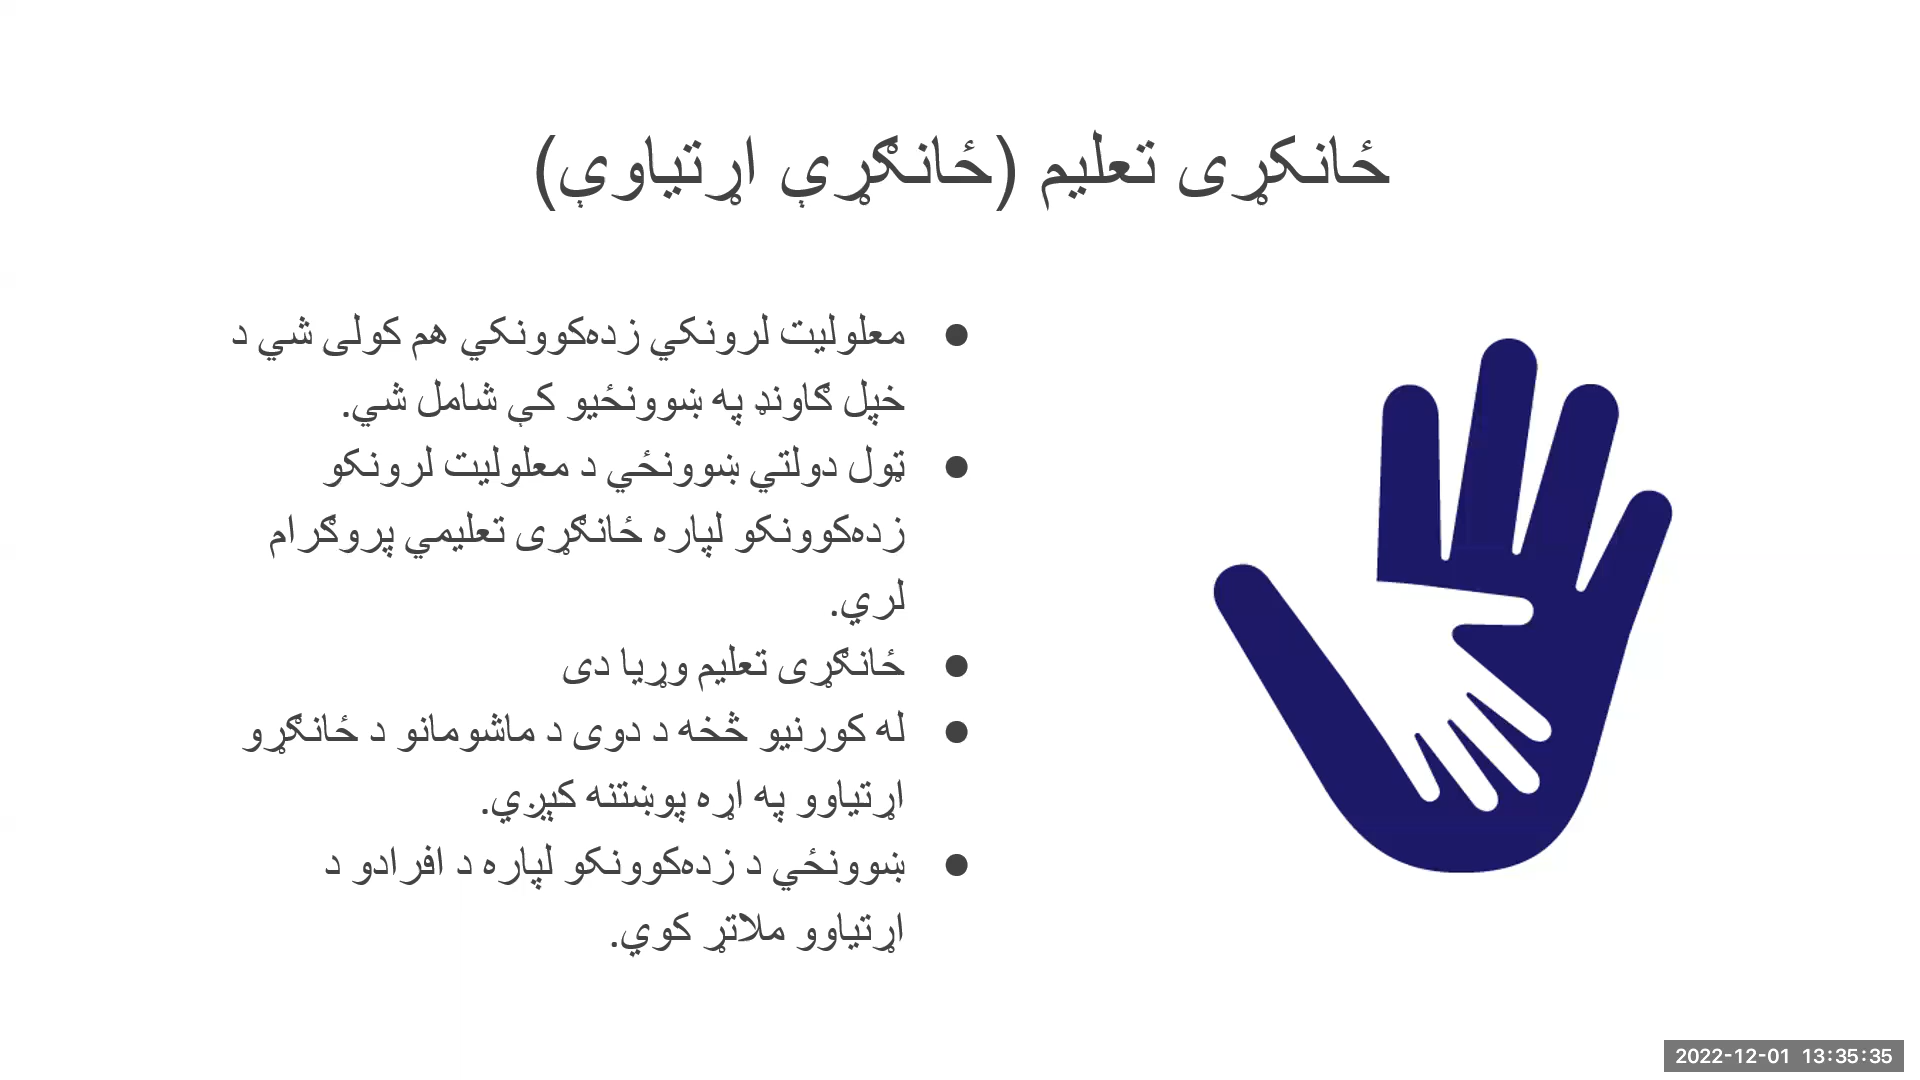 ځانکړی تعلیم (ځانګړې اړتیاوې)
● معلولیت لرونکي زده‌کوونکي هم کولی شي د
خپل ګاونډ په ښوونځیو کې شامل شي.
● ټول دولتي ښوونځي د معلولیت لرونکو
زده‌کوونکو لپاره ځانګړی تعلیمي پروګرام
لري.
● ځانګړی تعلیم وړیا دی
● له کورنیو څخه د دوی د ماشومانو د ځانګړو
اړتیاوو په اړه پوښتنه کېږي.
● ښوونځي د زده‌کوونکو لپاره د افرادو د
اړتیاوو ملاتړ کوي.
2022-12-01 13:35:35